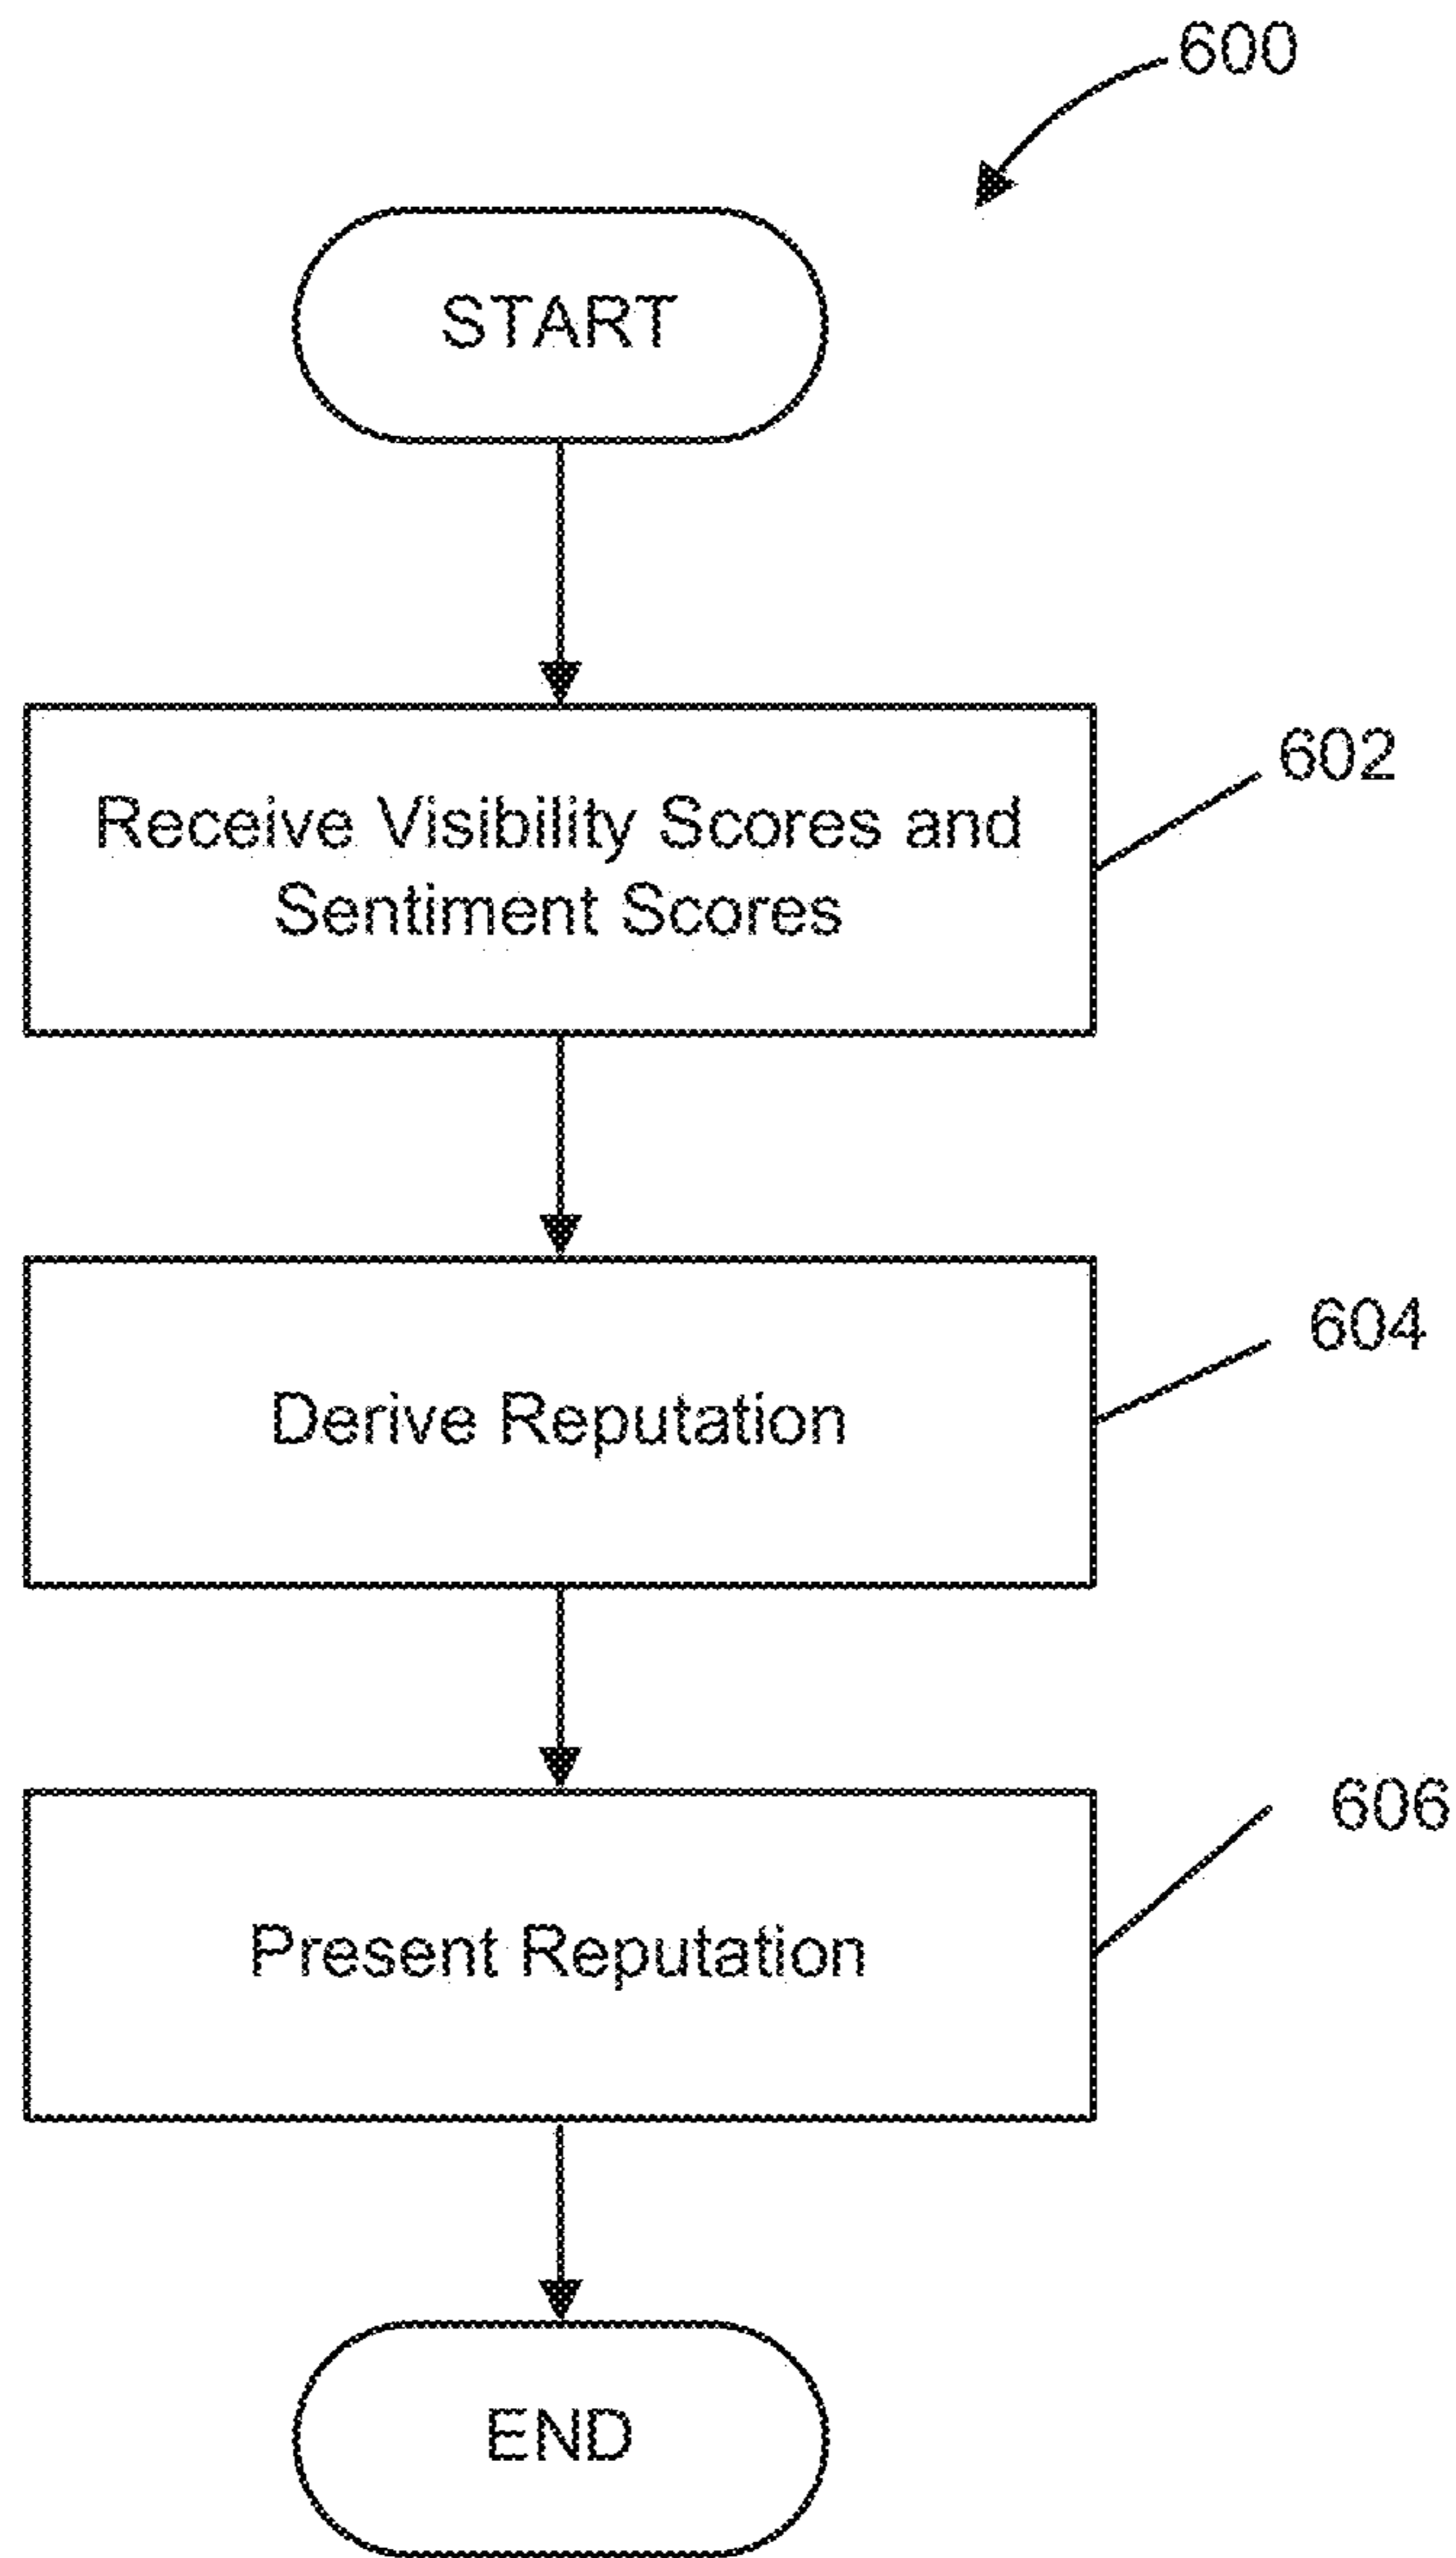 600
START
Receive Visibility Scores and
Sentiment Scores
602
Derive Reputation
604
Present Reputation
606
END